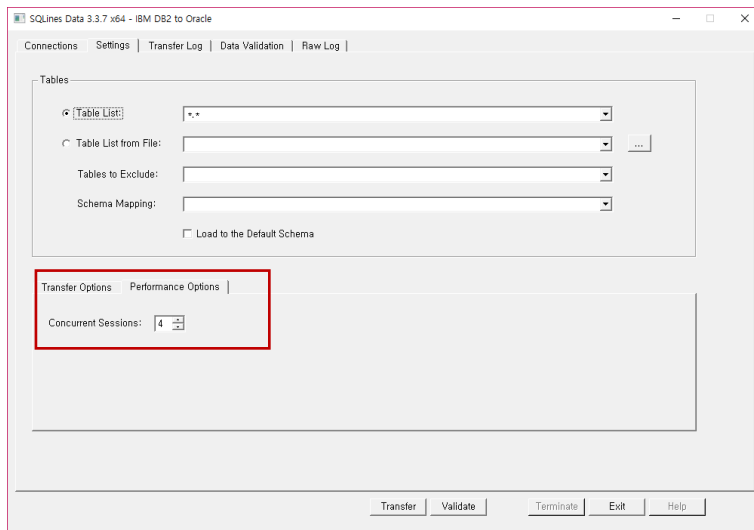 SQLines Data 3.3.7 x64 - IBM DB2 to Oracle
Connections Settings Transfer Log Data Validation Raw Log
Tables
Table List: *.*
Table List from File: ...
Tables to Exclude:
Schema Mapping:
Load to the Default Schema
Transfer Options Performance Options
Concurrent Sessions: 4
Transfer Validate Terminate Exit Help